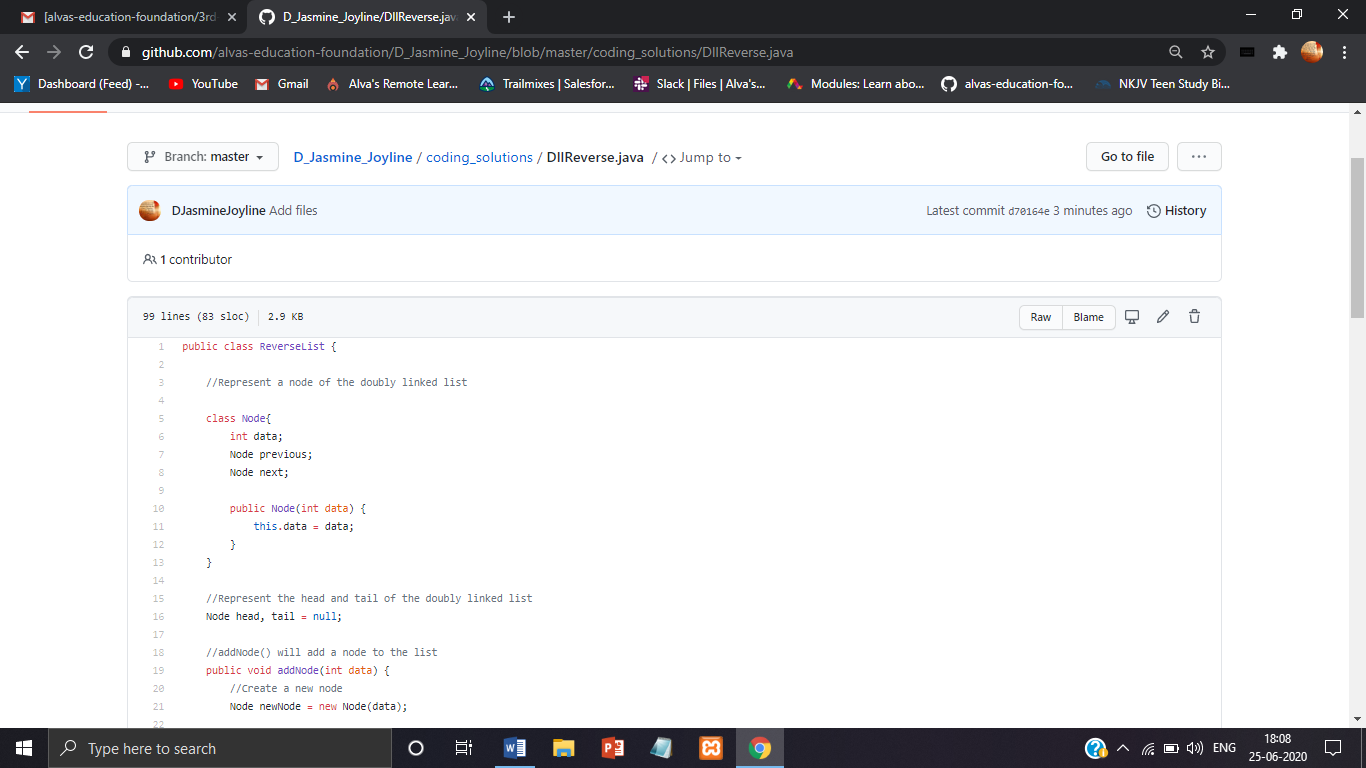 [alvas-education-foundation/3rd
D_Jasmine_Joyline/DllReverse.java
github.com/alvas-education-foundation/D_Jasmine_Joyline/blob/master/coding_solutions/DllReverse.java
Dashboard (Feed) -... YouTube Gmail Alva's Remote Lear... Trailmixes | Salesfor... Slack | Files | Alva's... Modules: Learn abo... alvas-education-fo... NKJV Teen Study Bi...
Branch: master D_Jasmine_Joyline / coding_solutions / DllReverse.java / <> Jump to Go to file ...
DJasmineJoyline Add files Latest commit d70164e 3 minutes ago History
1 contributor
99 lines (83 sloc) 2.9 KB Raw Blame
1 public class ReverseList {
2
3 //Represent a node of the doubly linked list
4
5 class Node{
6 int data;
7 Node previous;
8 Node next;
9
10 public Node(int data) {
11 this.data = data;
12 }
13 }
14
15 //Represent the head and tail of the doubly linked list
16 Node head, tail = null;
17
18 //addNode() will add a node to the list
19 public void addNode(int data) {
20 //Create a new node
21 Node newNode = new Node(data);
22
Type here to search ENG 18:08
25-06-2020